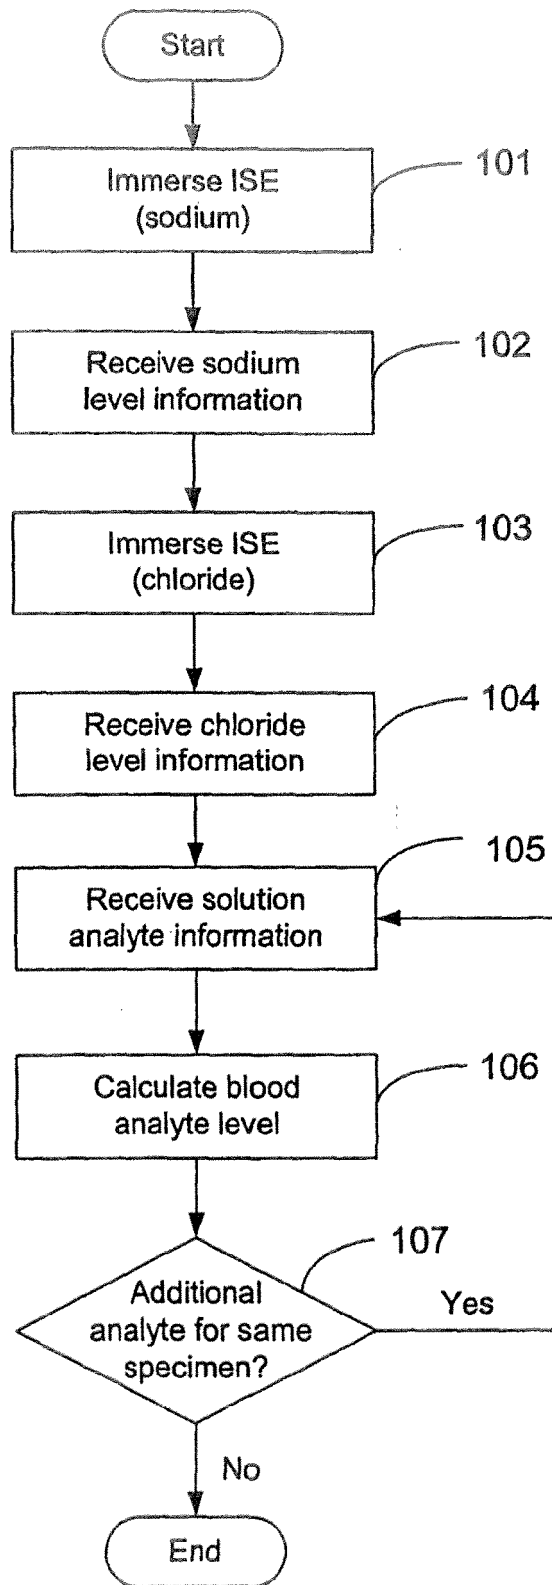 Start
Immerse ISE
(sodium)
101
Receive sodium
level information
102
Immerse ISE
(chloride)
103
Receive chloride
level information
104
Receive solution
analyte information
105
Calculate blood
analyte level
106
Additional
analyte for same
specimen?
107
Yes
No
End